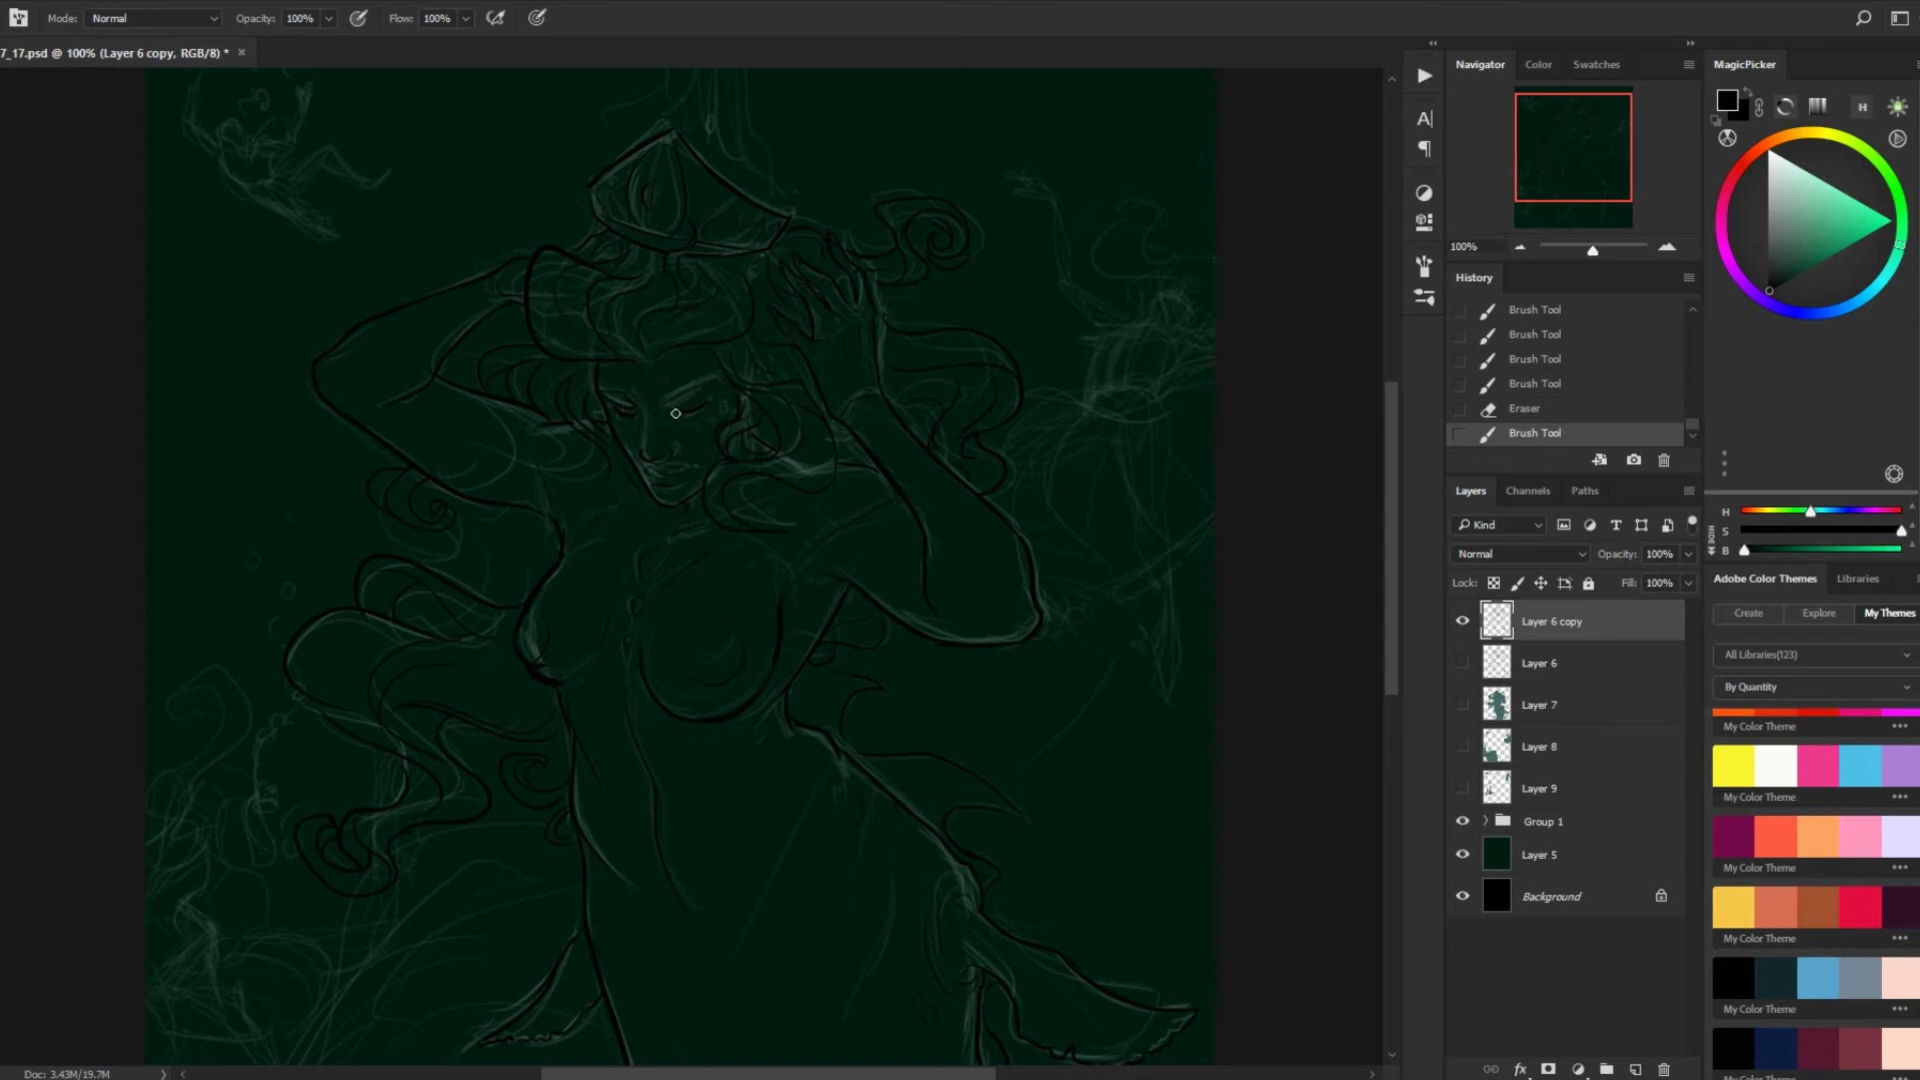 Mode: Normal Opacity: 100% Flow: 100%
7_17.psd @ 100% (Layer 6 copy, RGB/8) *
Navigator Color Swatches
MagicPicker
A
H
100%
History
Brush Tool
Brush Tool
Brush Tool
Brush Tool
Eraser
Brush Tool
Layers Channels Paths
Kind
Normal Opacity: 100%
Lock: Fill: 100%
Layer 6 copy
Layer 6
Layer 7
Layer 8
Layer 9
Group 1
Layer 5
Background
HIDE
H
S
B
Adobe Color Themes Libraries
Create Explore My Themes
All Libraries(123)
By Quantity
My Color Theme
My Color Theme
My Color Theme
My Color Theme
My Color Theme
fx
Doc: 3.43M/19.7M